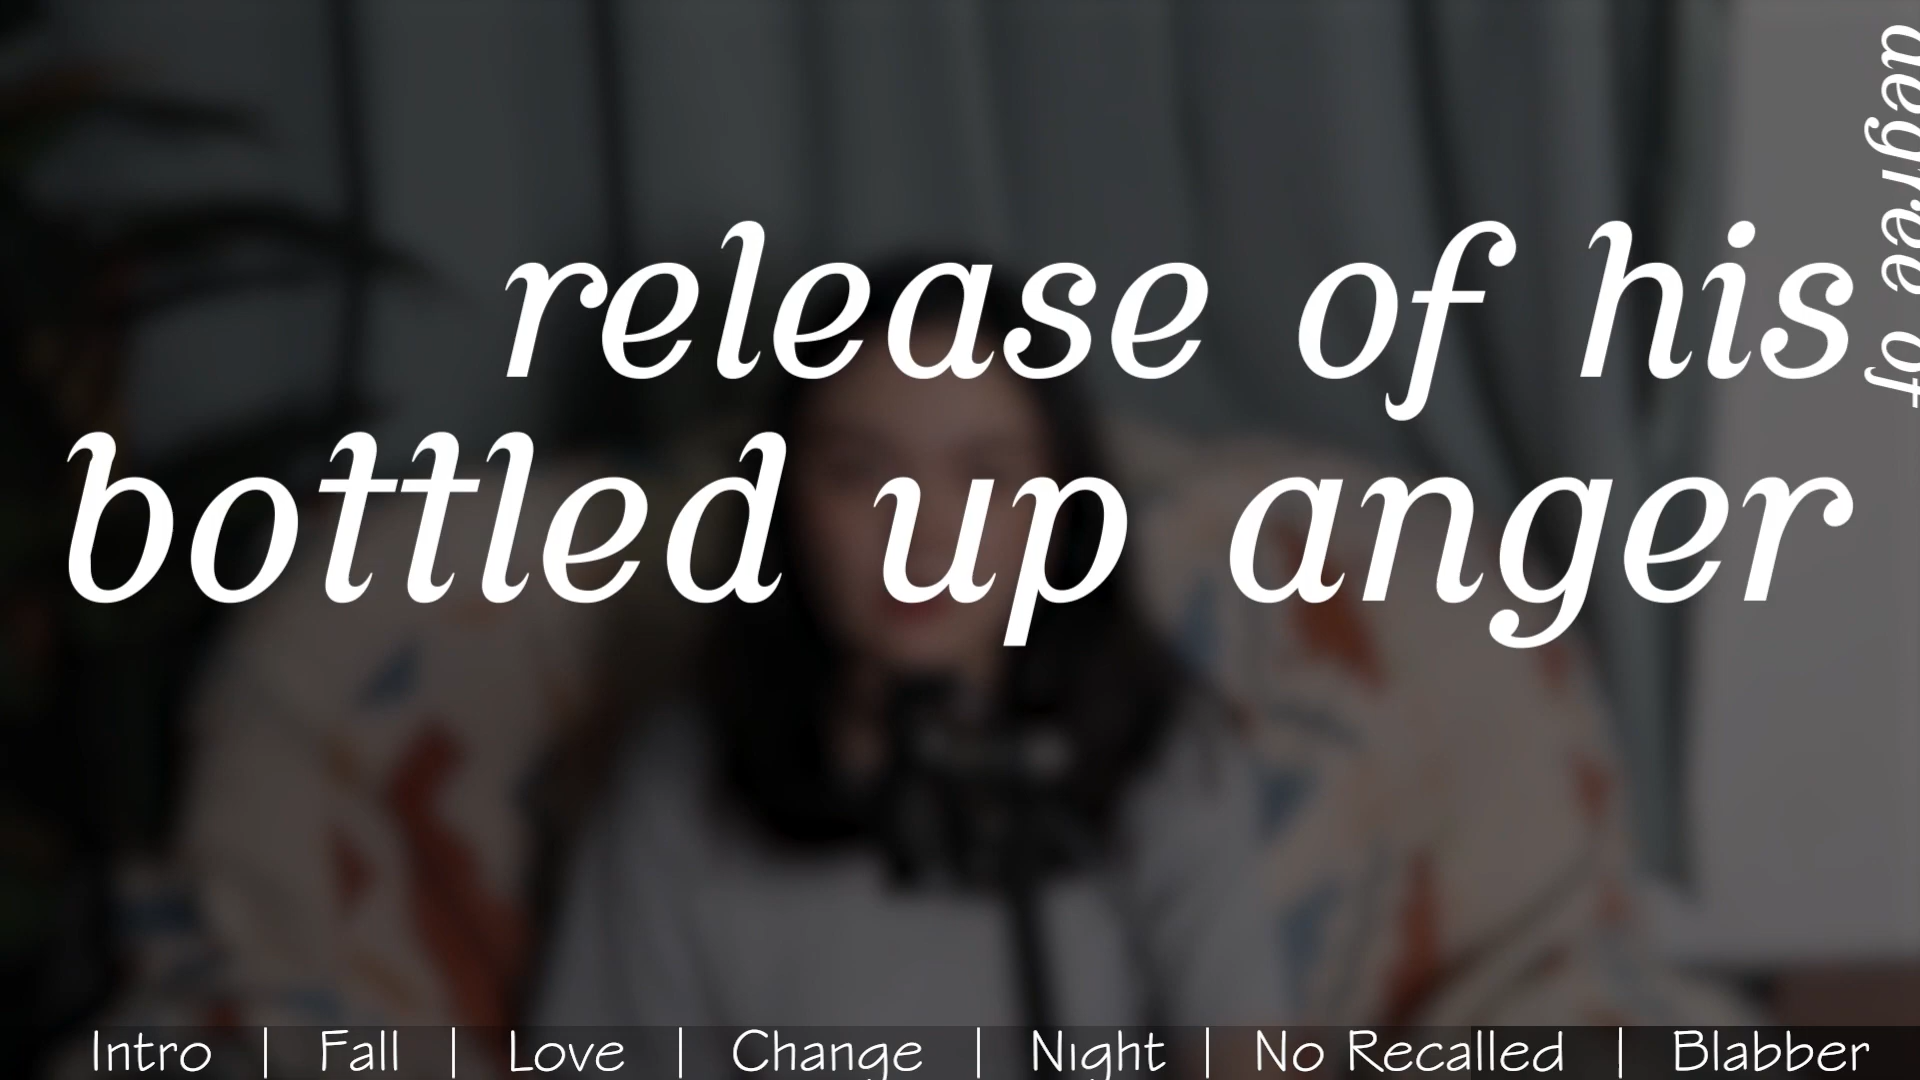 degree of
release of his
bottled up anger
Intro | Fall | Love | Change | Night | No Recalled | Blabber